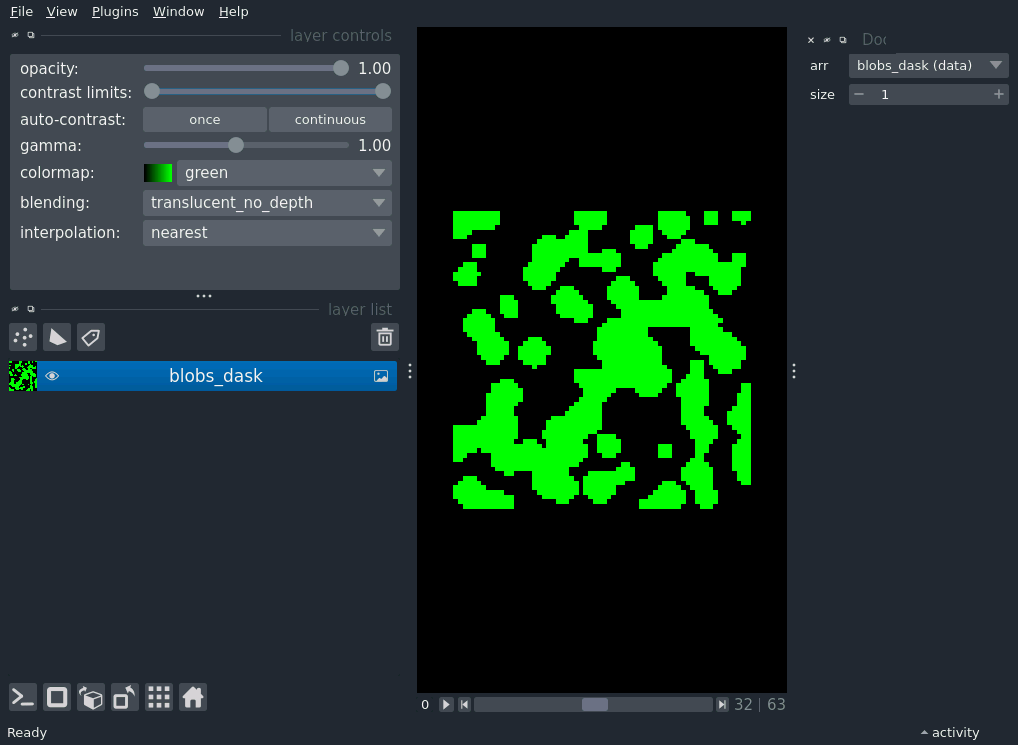 File View Plugins Window Help
layer controls
opacity: 1.00
contrast limits:
auto-contrast: once continuous
gamma: 1.00
colormap: green
blending: translucent_no_depth
interpolation: nearest
layer list
blobs_dask
arr blobs_dask (data)
size 1
0 32 63
Ready
activity